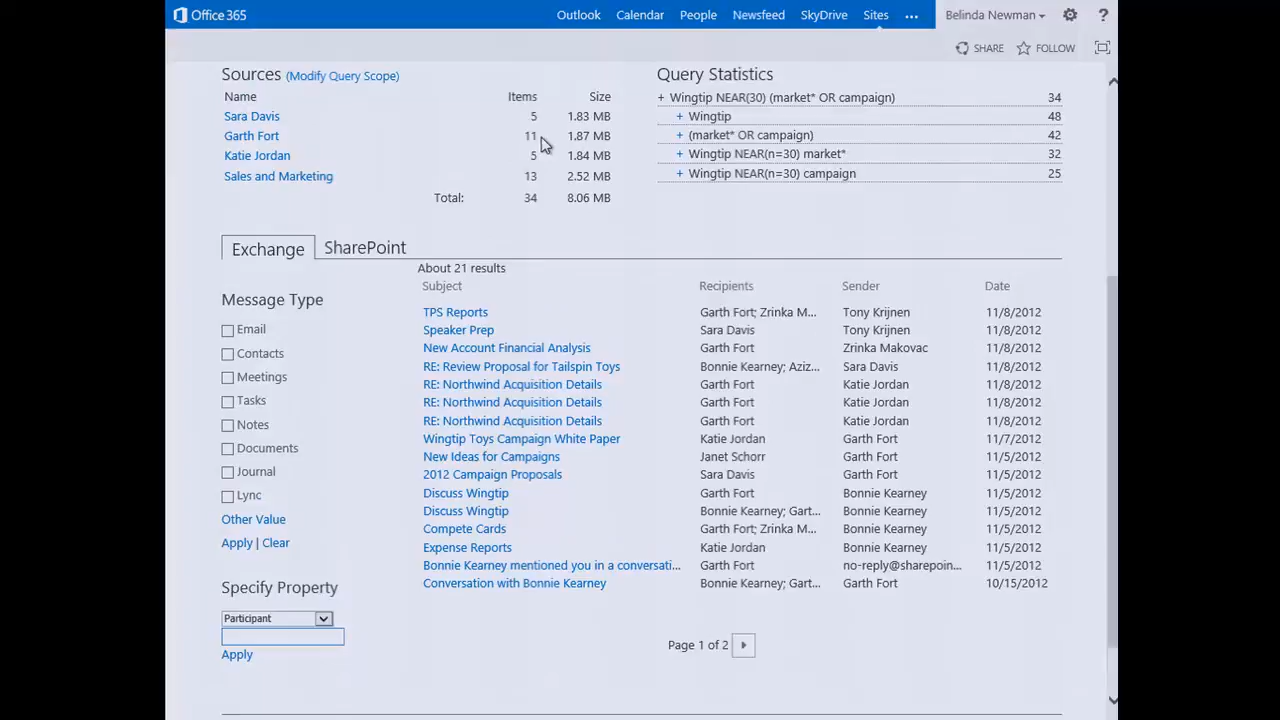 Office 365 Outlook Calendar People Newsfeed SkyDrive Sites ... Belinda Newman ?
SHARE FOLLOW
Sources (Modify Query Scope)
Name Items Size
Sara Davis 5 1.83 MB
Garth Fort 11 1.87 MB
Katie Jordan 5 1.84 MB
Sales and Marketing 13 2.52 MB
Total: 34 8.06 MB
Query Statistics
+ Wingtip NEAR(30) (market* OR campaign) 34
+ Wingtip 48
+ (market* OR campaign) 42
+ Wingtip NEAR(n=30) market* 32
+ Wingtip NEAR(n=30) campaign 25
Exchange SharePoint
Message Type
Email
Contacts
Meetings
Tasks
Notes
Documents
Journal
Lync
Other Value
Apply | Clear
Specify Property
Participant
Apply
About 21 results
Subject Recipients Sender Date
TPS Reports Garth Fort; Zrinka M... Tony Krijnen 11/8/2012
Speaker Prep Sara Davis Tony Krijnen 11/8/2012
New Account Financial Analysis Garth Fort Zrinka Makovac 11/8/2012
RE: Review Proposal for Tailspin Toys Bonnie Kearney; Aziz... Sara Davis 11/8/2012
RE: Northwind Acquisition Details Garth Fort Katie Jordan 11/8/2012
RE: Northwind Acquisition Details Garth Fort Katie Jordan 11/8/2012
RE: Northwind Acquisition Details Garth Fort Katie Jordan 11/8/2012
Wingtip Toys Campaign White Paper Katie Jordan Garth Fort 11/7/2012
New Ideas for Campaigns Janet Schorr Garth Fort 11/5/2012
2012 Campaign Proposals Sara Davis Garth Fort 11/5/2012
Discuss Wingtip Garth Fort Bonnie Kearney 11/5/2012
Discuss Wingtip Bonnie Kearney; Gart... Bonnie Kearney 11/5/2012
Compete Cards Garth Fort; Zrinka M... Bonnie Kearney 11/5/2012
Expense Reports Katie Jordan Bonnie Kearney 11/5/2012
Bonnie Kearney mentioned you in a conversati... Garth Fort no-reply@sharepoin... 11/5/2012
Conversation with Bonnie Kearney Bonnie Kearney; Gart... Garth Fort 10/15/2012
Page 1 of 2